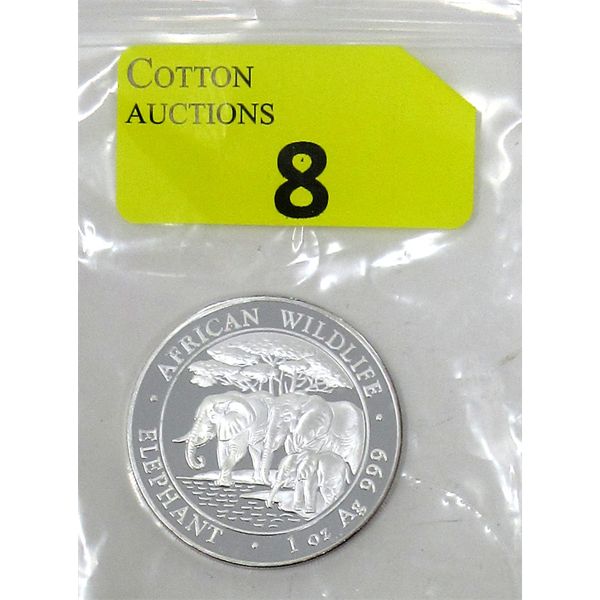 COTTON
AUCTIONS
8
· AFRICAN WILDLIFE ·
ELEPHANT · 1 oz Ag 999